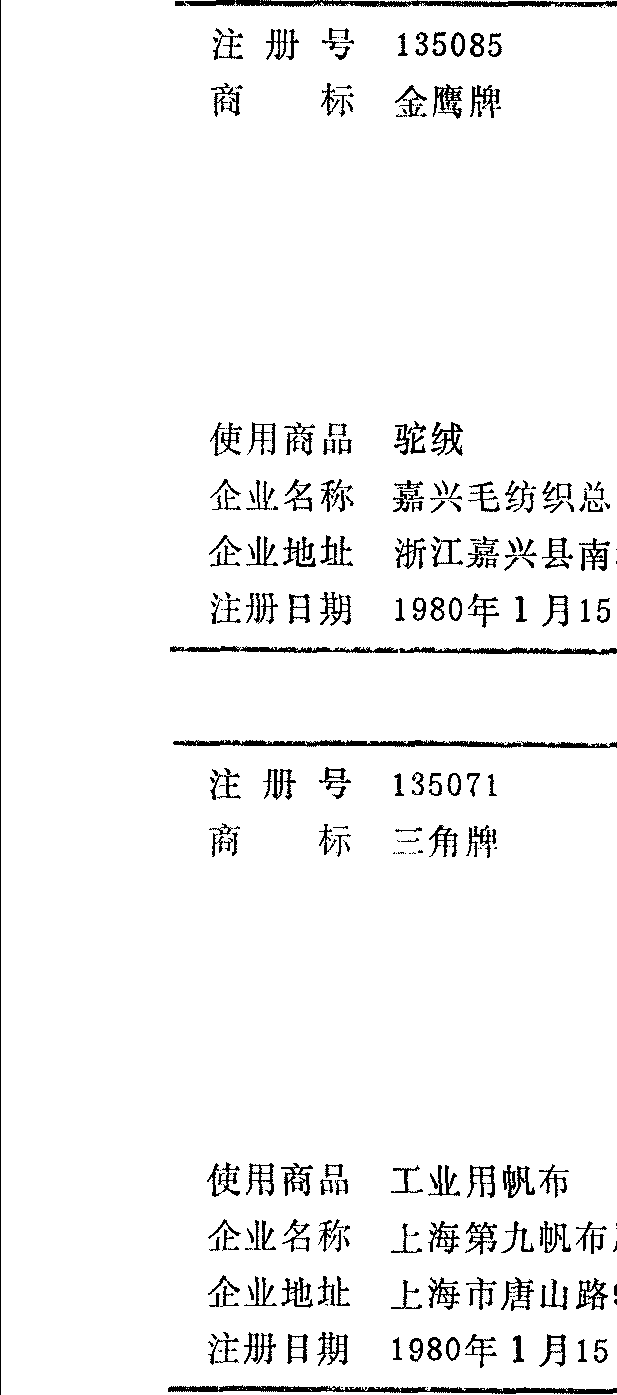 注册号 135085
商标 金鹰牌
使用商品 驼绒
企业名称 嘉兴毛纺织总
企业地址 浙江嘉兴县南
注册日期 1980年1月15
注册号 135071
商标 三角牌
使用商品 工业用帆布
企业名称 上海第九帆布
企业地址 上海市唐山路
注册日期 1980年1月15